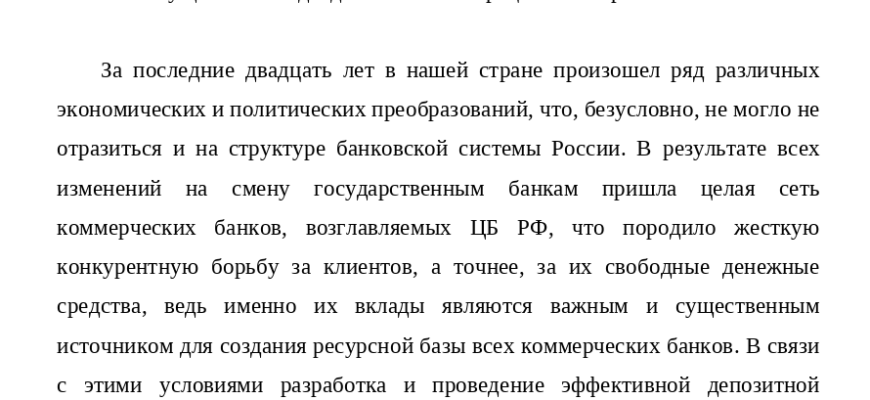 За последние двадцать лет в нашей стране произошел ряд различных
экономических и политических преобразований, что, безусловно, не могло не
отразиться и на структуре банковской системы России. В результате всех
изменений на смену государственным банкам пришла целая сеть
коммерческих банков, возглавляемых ЦБ РФ, что породило жесткую
конкурентную борьбу за клиентов, а точнее, за их свободные денежные
средства, ведь именно их вклады являются важным и существенным
источником для создания ресурсной базы всех коммерческих банков. В связи
с этими условиями разработка и проведение эффективной депозитной